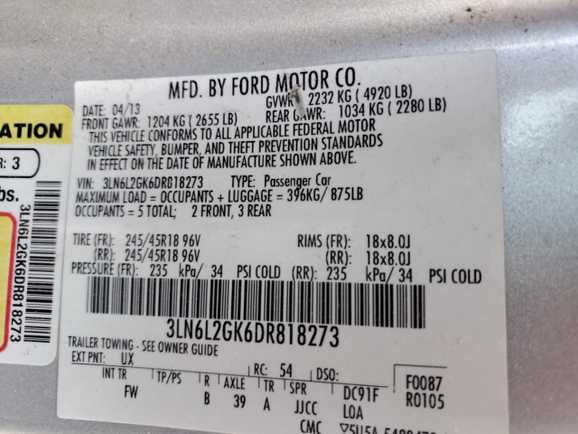 MFD. BY FORD MOTOR CO.
DATE: 04/13
GVWR: 2232 KG ( 4920 LB)
FRONT GAWR: 1204 KG ( 2655 LB)
REAR GAWR: 1034 KG ( 2280 LB)
THIS VEHICLE CONFORMS TO ALL APPLICABLE FEDERAL MOTOR
VEHICLE SAFETY, BUMPER, AND THEFT PREVENTION STANDARDS
IN EFFECT ON THE DATE OF MANUFACTURE SHOWN ABOVE.
VIN: 3LN6L2GK6DR818273 TYPE: Passenger Car
MAXIMUM LOAD = OCCUPANTS + LUGGAGE = 396KG/ 875LB
OCCUPANTS = 5 TOTAL; 2 FRONT, 3 REAR
TIRE (FR): 245/45R18 96V RIMS (FR): 18x8.0J
(RR): 245/45R18 96V (RR): 18x8.0J
PRESSURE (FR): 235 kPa/ 34 PSI COLD (RR): 235 kPa/ 34 PSI COLD
3LN6L2GK6DR818273
TRAILER TOWING - SEE OWNER GUIDE
EXT PNT: UX RC: 54 DSO: F0087
INT TR TP/PS R AXLE TR SPR DC91F R0105
FW B 39 A JJCC LOA
CMC
ATION
R: 3
bs.
3LN6L2GK6DR818273